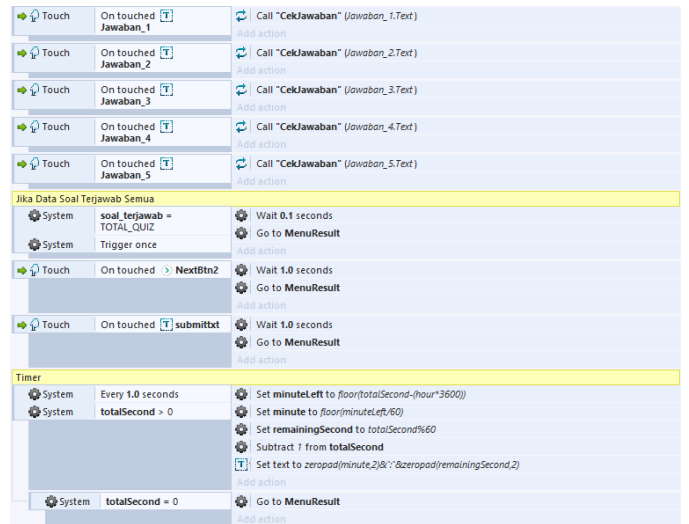 Touch On touched T Jawaban_1 Call "CekJawaban" (Jawaban_1.Text)
Add action
Touch On touched T Jawaban_2 Call "CekJawaban" (Jawaban_2.Text)
Add action
Touch On touched T Jawaban_3 Call "CekJawaban" (Jawaban_3.Text)
Add action
Touch On touched T Jawaban_4 Call "CekJawaban" (Jawaban_4.Text)
Add action
Touch On touched T Jawaban_5 Call "CekJawaban" (Jawaban_5.Text)
Add action
Jika Data Soal Terjawab Semua
System soal_terjawab = TOTAL_QUIZ Wait 0.1 seconds
Go to MenuResult
System Trigger once
Add action
Touch On touched NextBtn2 Wait 1.0 seconds
Go to MenuResult
Add action
Touch On touched T submittxt Wait 1.0 seconds
Go to MenuResult
Add action
Timer
System Every 1.0 seconds Set minuteLeft to floor(totalSecond-(hour*3600))
System totalSecond > 0 Set minute to floor(minuteLeft/60)
Set remainingSecond to totalSecond%60
Subtract 1 from totalSecond
T Set text to zeropad(minute,2)&":"&zeropad(remainingSecond,2)
Add action
System totalSecond = 0 Go to MenuResult
Add action